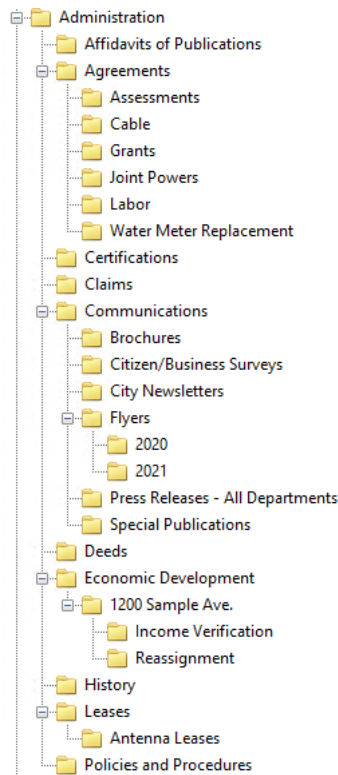 Administration
Affidavits of Publications
Agreements
Assessments
Cable
Grants
Joint Powers
Labor
Water Meter Replacement
Certifications
Claims
Communications
Brochures
Citizen/Business Surveys
City Newsletters
Flyers
2020
2021
Press Releases - All Departments
Special Publications
Deeds
Economic Development
1200 Sample Ave.
Income Verification
Reassignment
History
Leases
Antenna Leases
Policies and Procedures